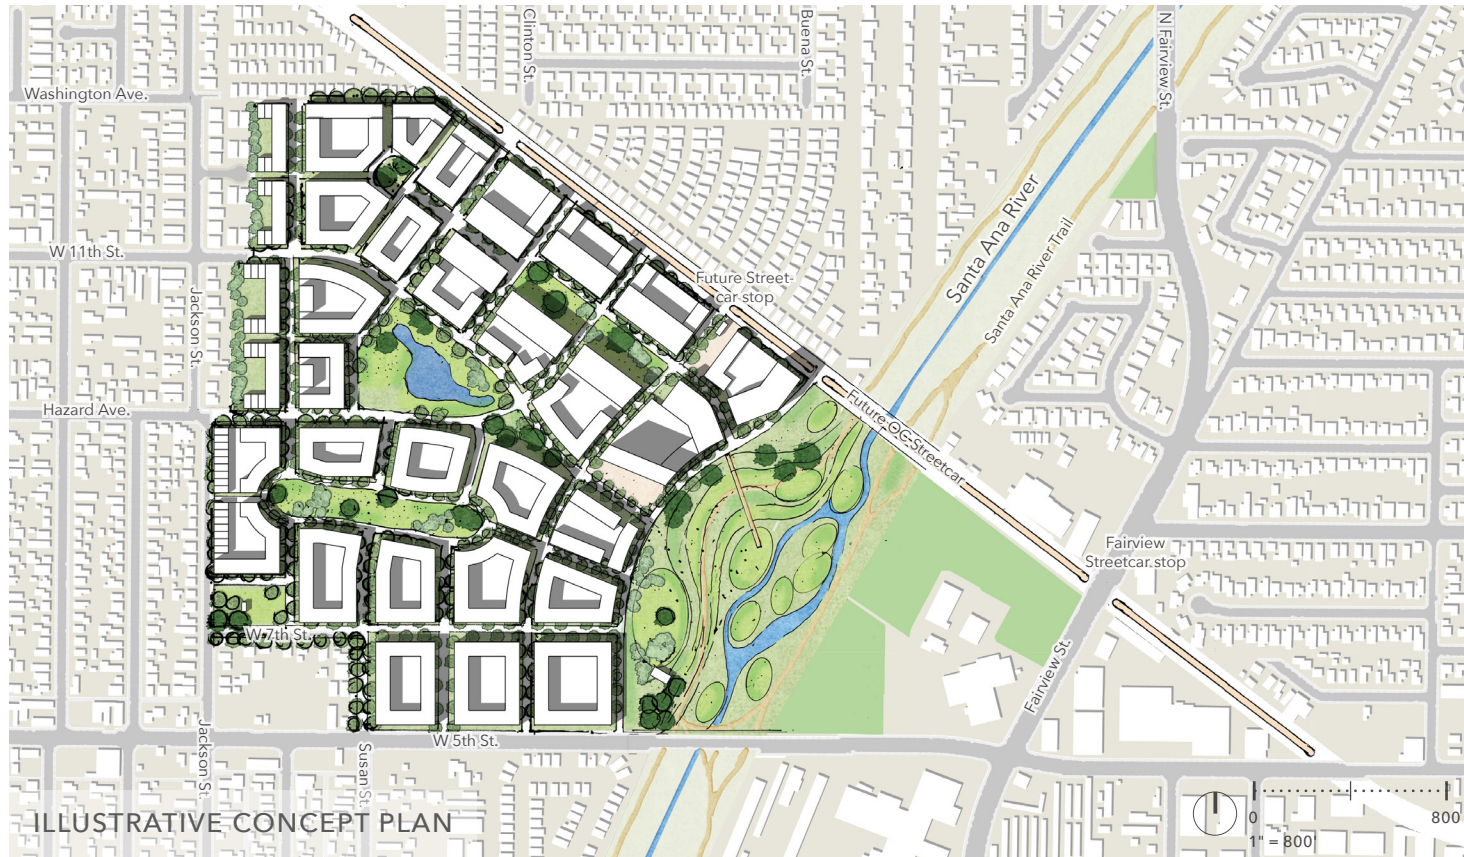 Clinton St.
Buena St.
N Fairview St.
Washington Ave.
Santa Ana River
Santa Ana River Trail
W 11th St.
Future Street-
car stop
Jackson St.
Hazard Ave.
Future OC Streetcar
Fairview
Streetcar stop
W 7th St.
Fairview St.
Jackson St.
Susan St.
W 5th St.
ILLUSTRATIVE CONCEPT PLAN
0 800
1" = 800'